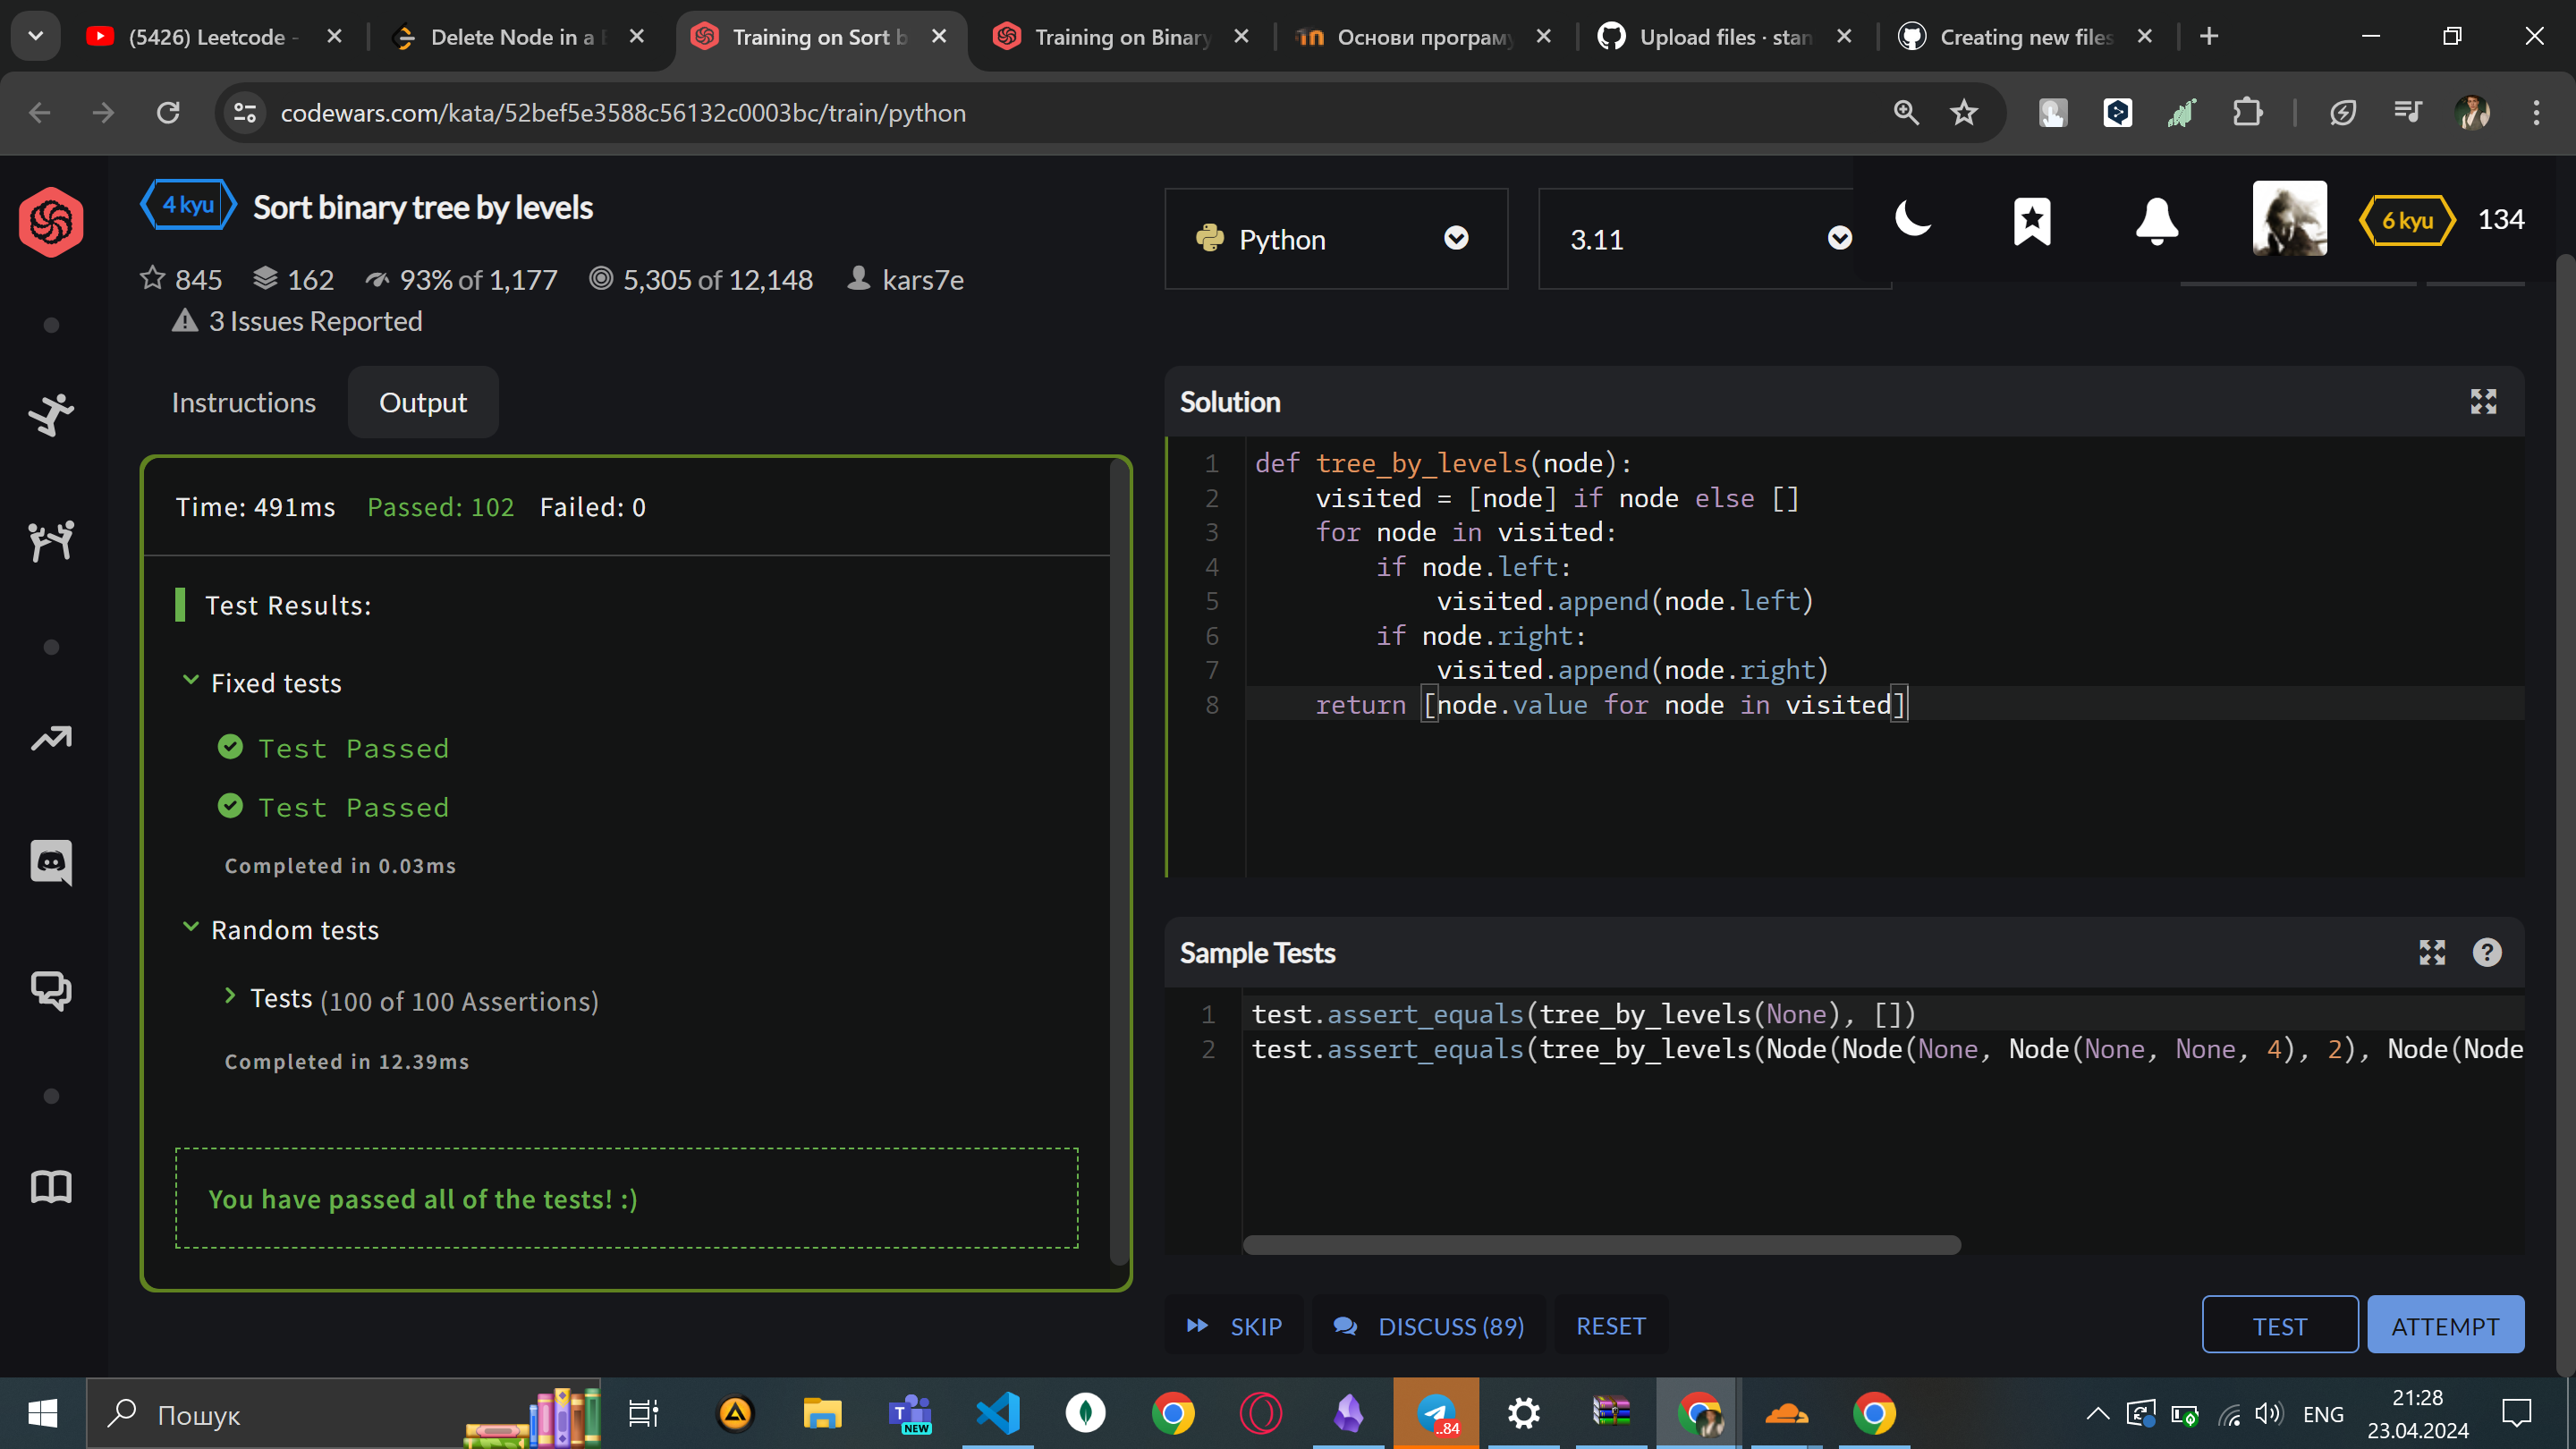 (5426) Leetcode -
Delete Node in a
Training on Sort b
Training on Binary
Основи програму
Upload files · stan
Creating new files
codewars.com/kata/52bef5e3588c56132c0003bc/train/python
4 kyu
Sort binary tree by levels
845
162
93% of 1,177
5,305 of 12,148
kars7e
3 Issues Reported
Python
3.11
6 kyu
134
Instructions
Output
Time: 491ms Passed: 102 Failed: 0
Test Results:
Fixed tests
Test Passed
Test Passed
Completed in 0.03ms
Random tests
Tests (100 of 100 Assertions)
Completed in 12.39ms
You have passed all of the tests! :)
Solution
1 def tree_by_levels(node):
2     visited = [node] if node else []
3     for node in visited:
4         if node.left:
5             visited.append(node.left)
6         if node.right:
7             visited.append(node.right)
8     return [node.value for node in visited]
Sample Tests
1 test.assert_equals(tree_by_levels(None), [])
2 test.assert_equals(tree_by_levels(Node(Node(None, Node(None, None, 4), 2), Node(Node
SKIP
DISCUSS (89)
RESET
TEST
ATTEMPT
Пошук
T
NEW
..84
ENG
21:28
23.04.2024